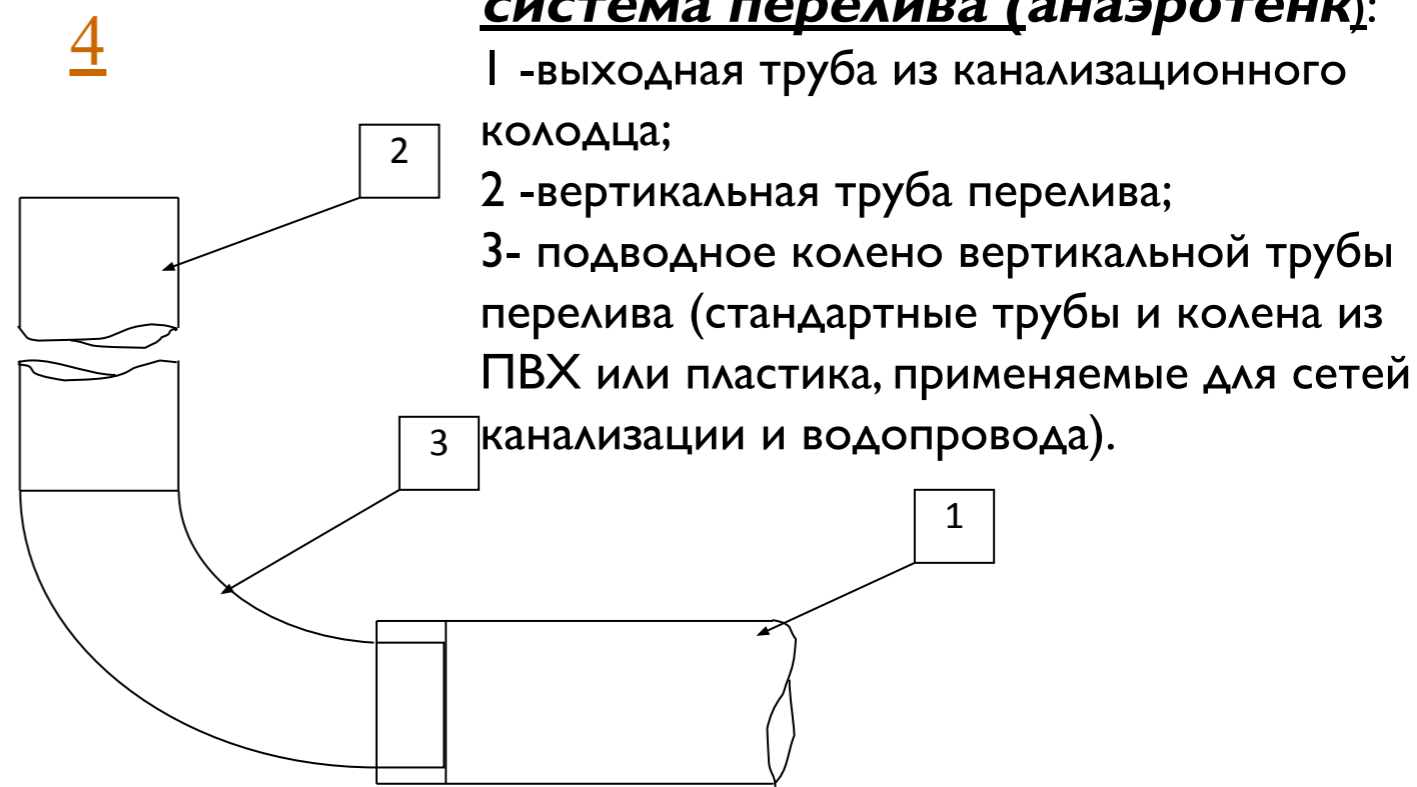 4
система перелива (анаэротенк):
1 -выходная труба из канализационного
колодца;
2 -вертикальная труба перелива;
3- подводное колено вертикальной трубы
перелива (стандартные трубы и колена из
ПВХ или пластика, применяемые для сетей
канализации и водопровода).
2
3
1